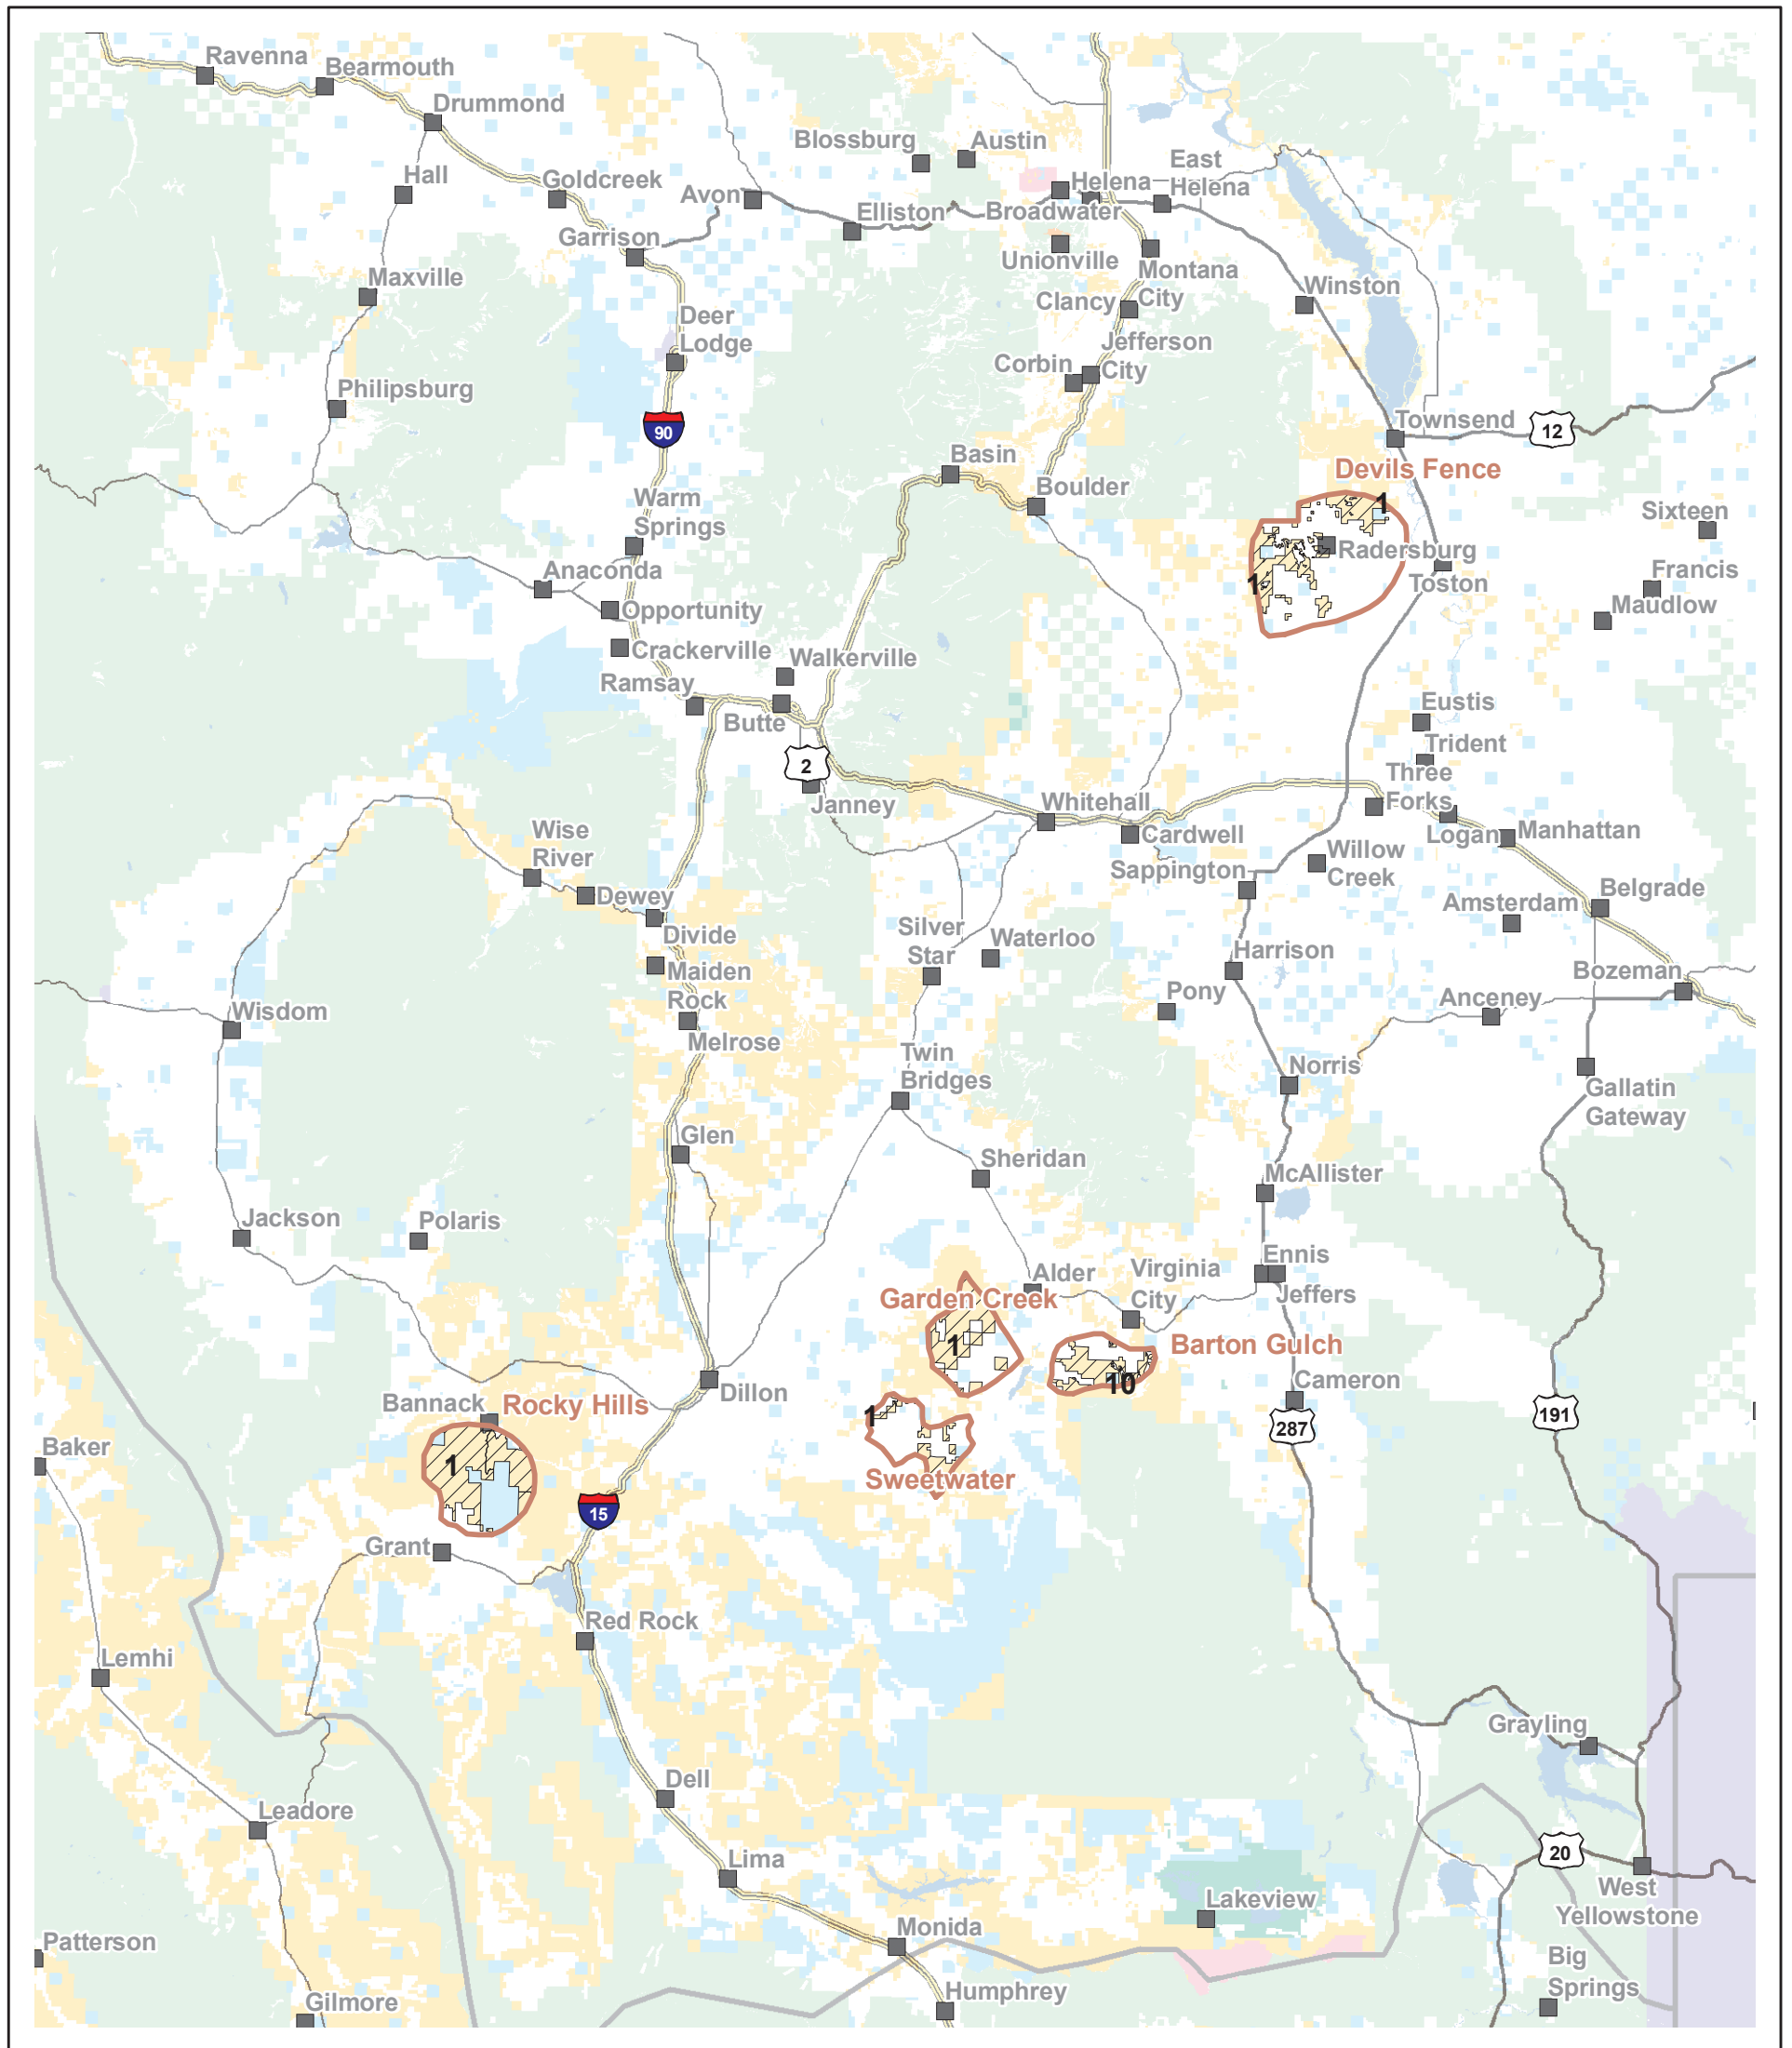 Ravenna
Bearmouth
Drummond
Blossburg
Austin
East
Helena
Hall
Goldcreek
Avon
Helena
Broadwater
Elliston
Garrison
Unionville
Montana
City
Maxville
Clancy
Winston
Deer
Lodge
Jefferson
City
Corbin
Philipsburg
90
Townsend
12
Basin
Devils Fence
Boulder
1
Warm
Springs
Sixteen
Radersburg
Anaconda
1
Toston
Francis
Opportunity
Maudlow
Crackerville
Walkerville
Ramsay
Butte
Eustis
2
Trident
Three
Forks
Janney
Whitehall
Cardwell
Logan
Manhattan
Wise
River
Sappington
Willow
Creek
Dewey
Belgrade
Amsterdam
Divide
Silver
Star
Waterloo
Harrison
Maiden
Rock
Bozeman
Pony
Anceney
Wisdom
Melrose
Twin
Bridges
Norris
Gallatin
Gateway
Glen
Sheridan
McAllister
Jackson
Polaris
Ennis
Alder
Virginia
City
Jeffers
Garden Creek
1
Barton Gulch
10
Dillon
Cameron
Bannack
Rocky Hills
1
191
287
Baker
1
Sweetwater
15
Grant
Red Rock
Lemhi
Grayling
Dell
Leadore
20
Lima
West
Yellowstone
Lakeview
Monida
Patterson
Big
Springs
Humphrey
Gilmore